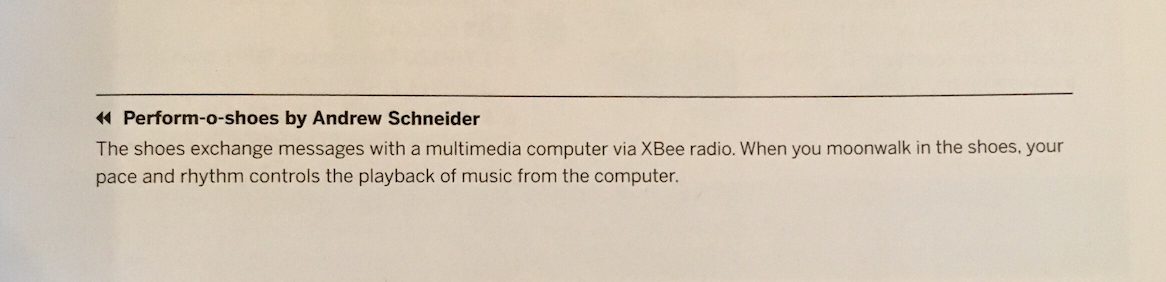 ◀◀ Perform-o-shoes by Andrew Schneider
The shoes exchange messages with a multimedia computer via XBee radio. When you moonwalk in the shoes, your
pace and rhythm controls the playback of music from the computer.